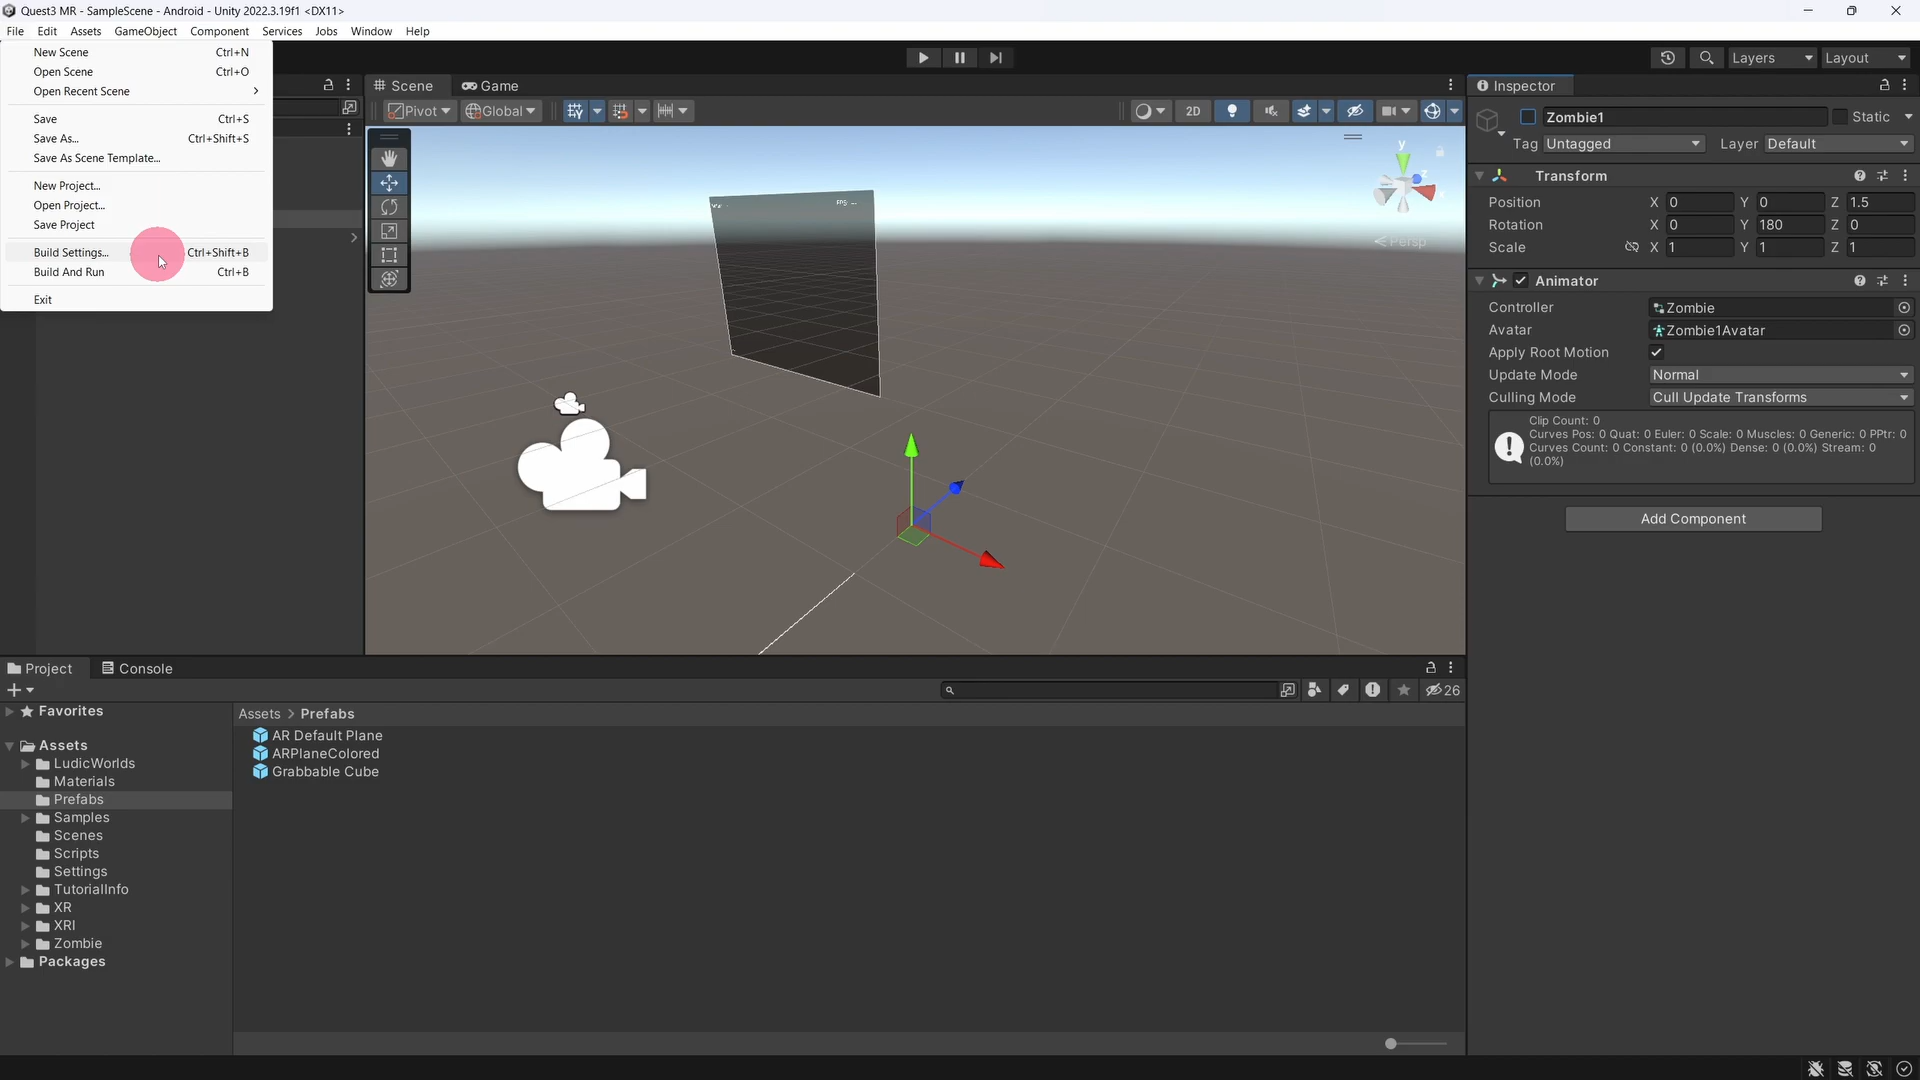 Quest3 MR - SampleScene - Android - Unity 2022.3.19f1 <DX11>
File Edit Assets GameObject Component Services Jobs Window Help
New Scene Ctrl+N
Open Scene Ctrl+O
Open Recent Scene
Save Ctrl+S
Save As... Ctrl+Shift+S
Save As Scene Template...
New Project...
Open Project...
Save Project
Build Settings... Ctrl+Shift+B
Build And Run Ctrl+B
Exit
Layers Layout
Scene Game
Pivot Global 2D
FPS: --
y
z
Persp
Inspector
Zombie1 Static
Tag Untagged Layer Default
Transform
Position X 0 Y 0 Z 1.5
Rotation X 0 Y 180 Z 0
Scale X 1 Y 1 Z 1
Animator
Controller Zombie
Avatar Zombie1Avatar
Apply Root Motion
Update Mode Normal
Culling Mode Cull Update Transforms
Clip Count: 0
Curves Pos: 0 Quat: 0 Euler: 0 Scale: 0 Muscles: 0 Generic: 0 PPtr: 0
Curves Count: 0 Constant: 0 (0.0%) Dense: 0 (0.0%) Stream: 0
(0.0%)
Add Component
Project Console
26
Favorites
Assets
LudicWorlds
Materials
Prefabs
Samples
Scenes
Scripts
Settings
TutorialInfo
XR
XRI
Zombie
Packages
Assets > Prefabs
AR Default Plane
ARPlaneColored
Grabbable Cube